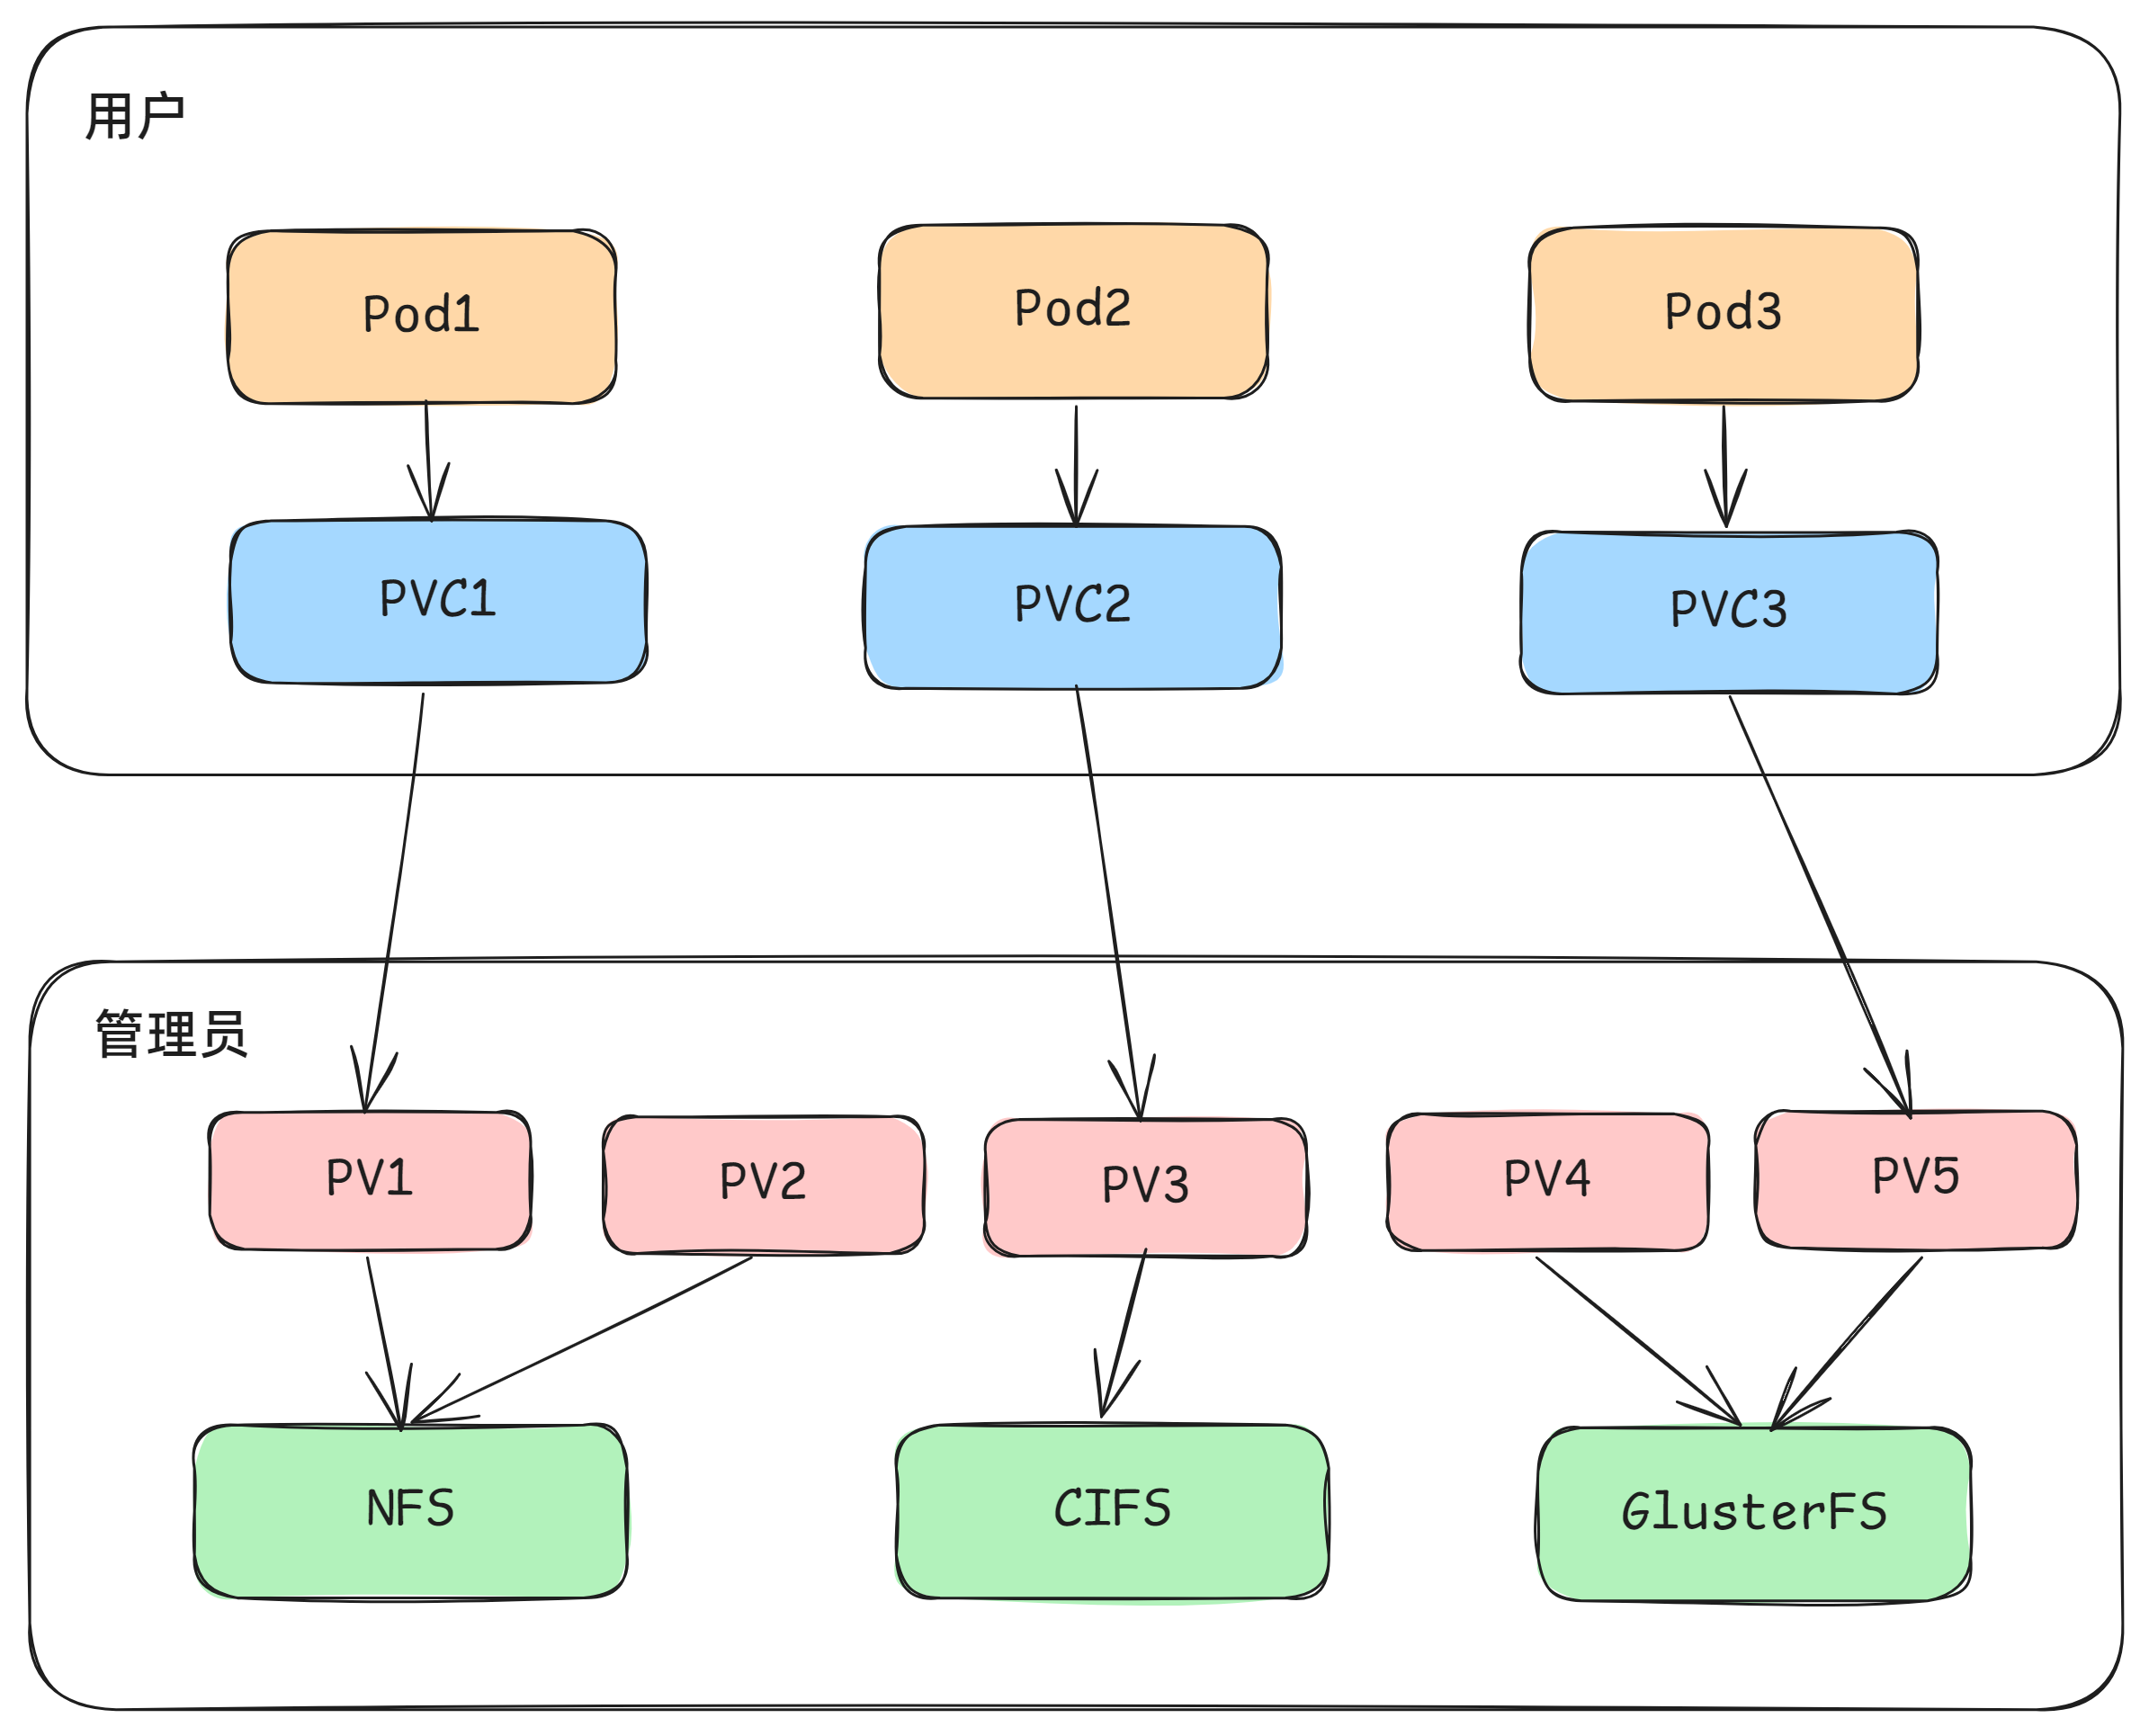 用户
Pod1
Pod2
Pod3
PVC1
PVC2
PVC3
管理员
PV1
PV2
PV3
PV4
PV5
NFS
CIFS
GlusterFS